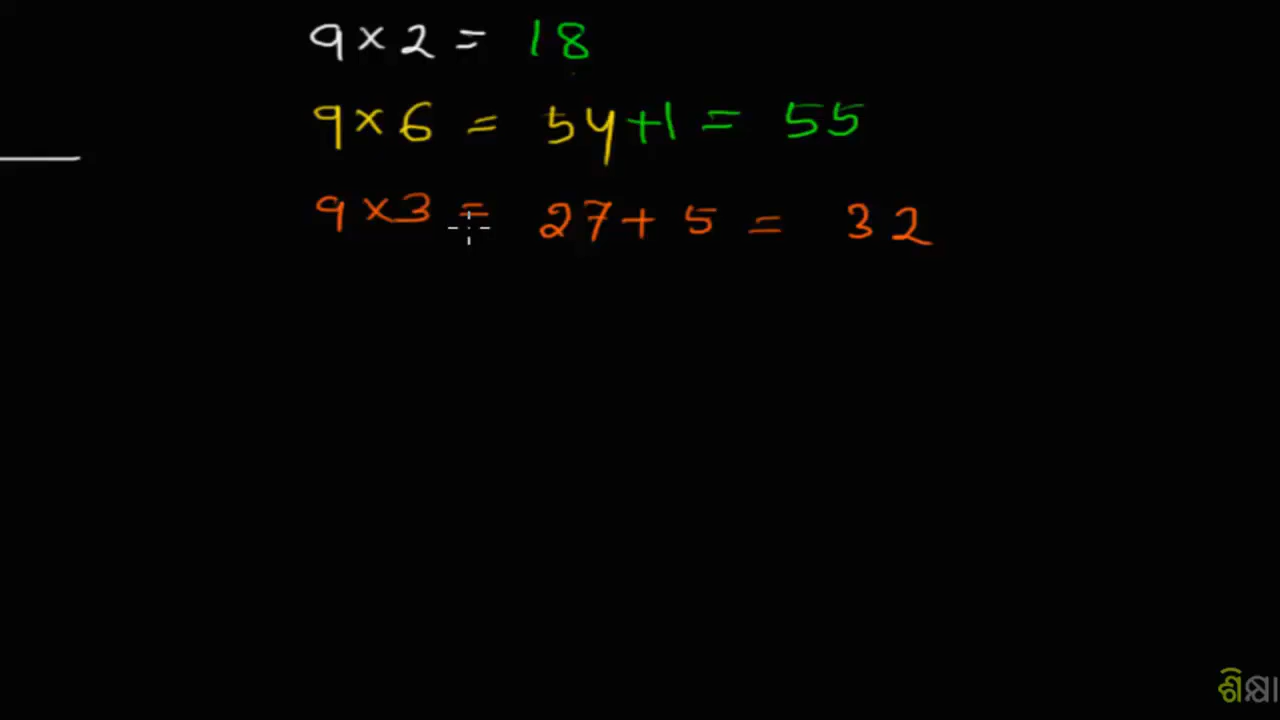 9 × 2 = 18
9 × 6 = 54 + 1 = 55
9 × 3 = 27 + 5 = 32
ଶିକ୍ଷା